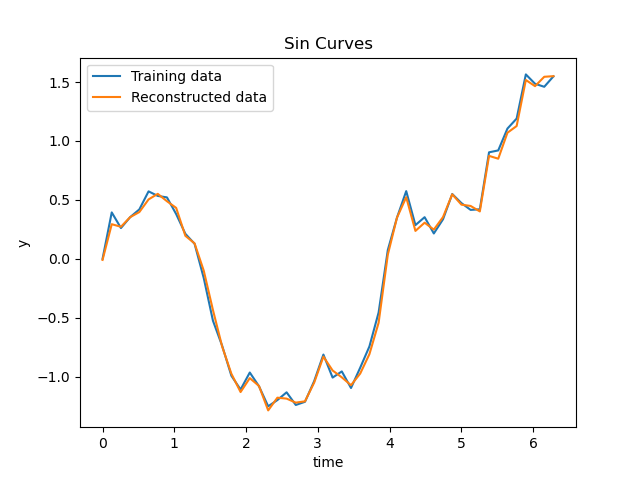 Sin Curves
Training data
Reconstructed data
1.5
1.0
0.5
0.0
−0.5
−1.0
y
0 1 2 3 4 5 6
time